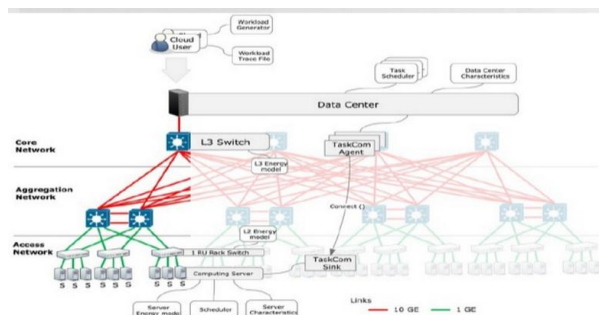 Workload
Generator
Cloud
User
Workload
Trace File
Task
Scheduler
Data Center
Characteristics
Data Center
Core
Network
L3 Switch
TaskCom
Agent
L3 Energy
model
Aggregation
Network
Connect ()
L2 Energy
model
Access
Network
1 RU Rack Switch
TaskCom
Sink
Computing Server
S S S S S S S S
Server
Energy model
Scheduler
Server
Characteristics
Links
10 GE
1 GE